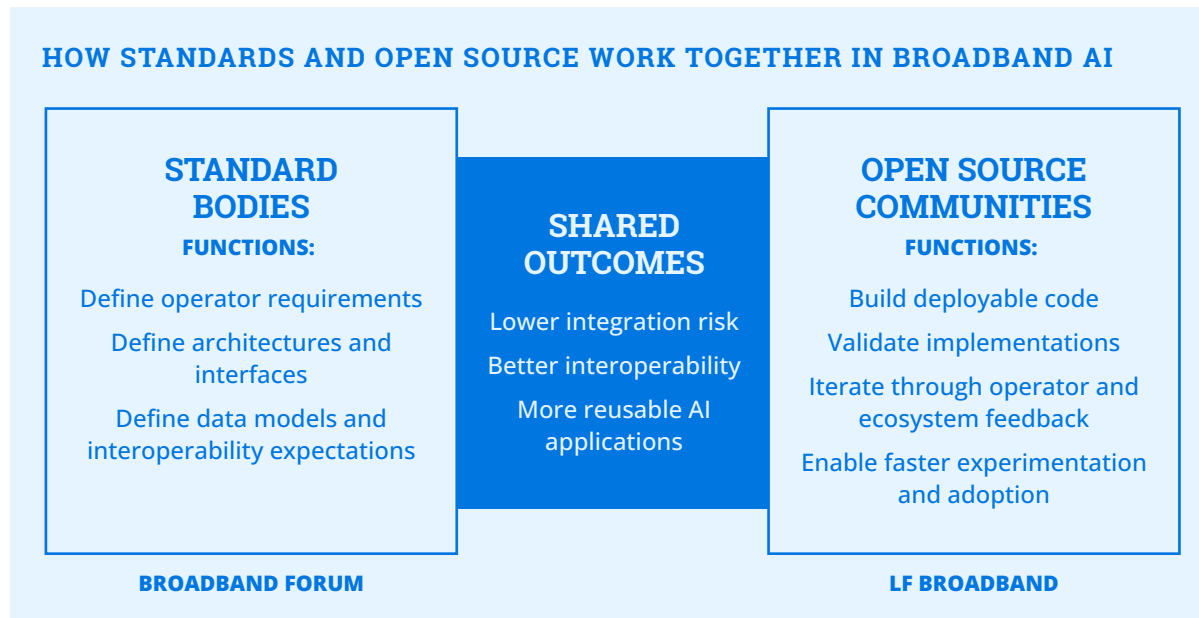 HOW STANDARDS AND OPEN SOURCE WORK TOGETHER IN BROADBAND AI
STANDARD
BODIES
FUNCTIONS:
Define operator requirements
Define architectures and
interfaces
Define data models and
interoperability expectations
BROADBAND FORUM
SHARED
OUTCOMES
Lower integration risk
Better interoperability
More reusable AI
applications
OPEN SOURCE
COMMUNITIES
FUNCTIONS:
Build deployable code
Validate implementations
Iterate through operator and
ecosystem feedback
Enable faster experimentation
and adoption
LF BROADBAND